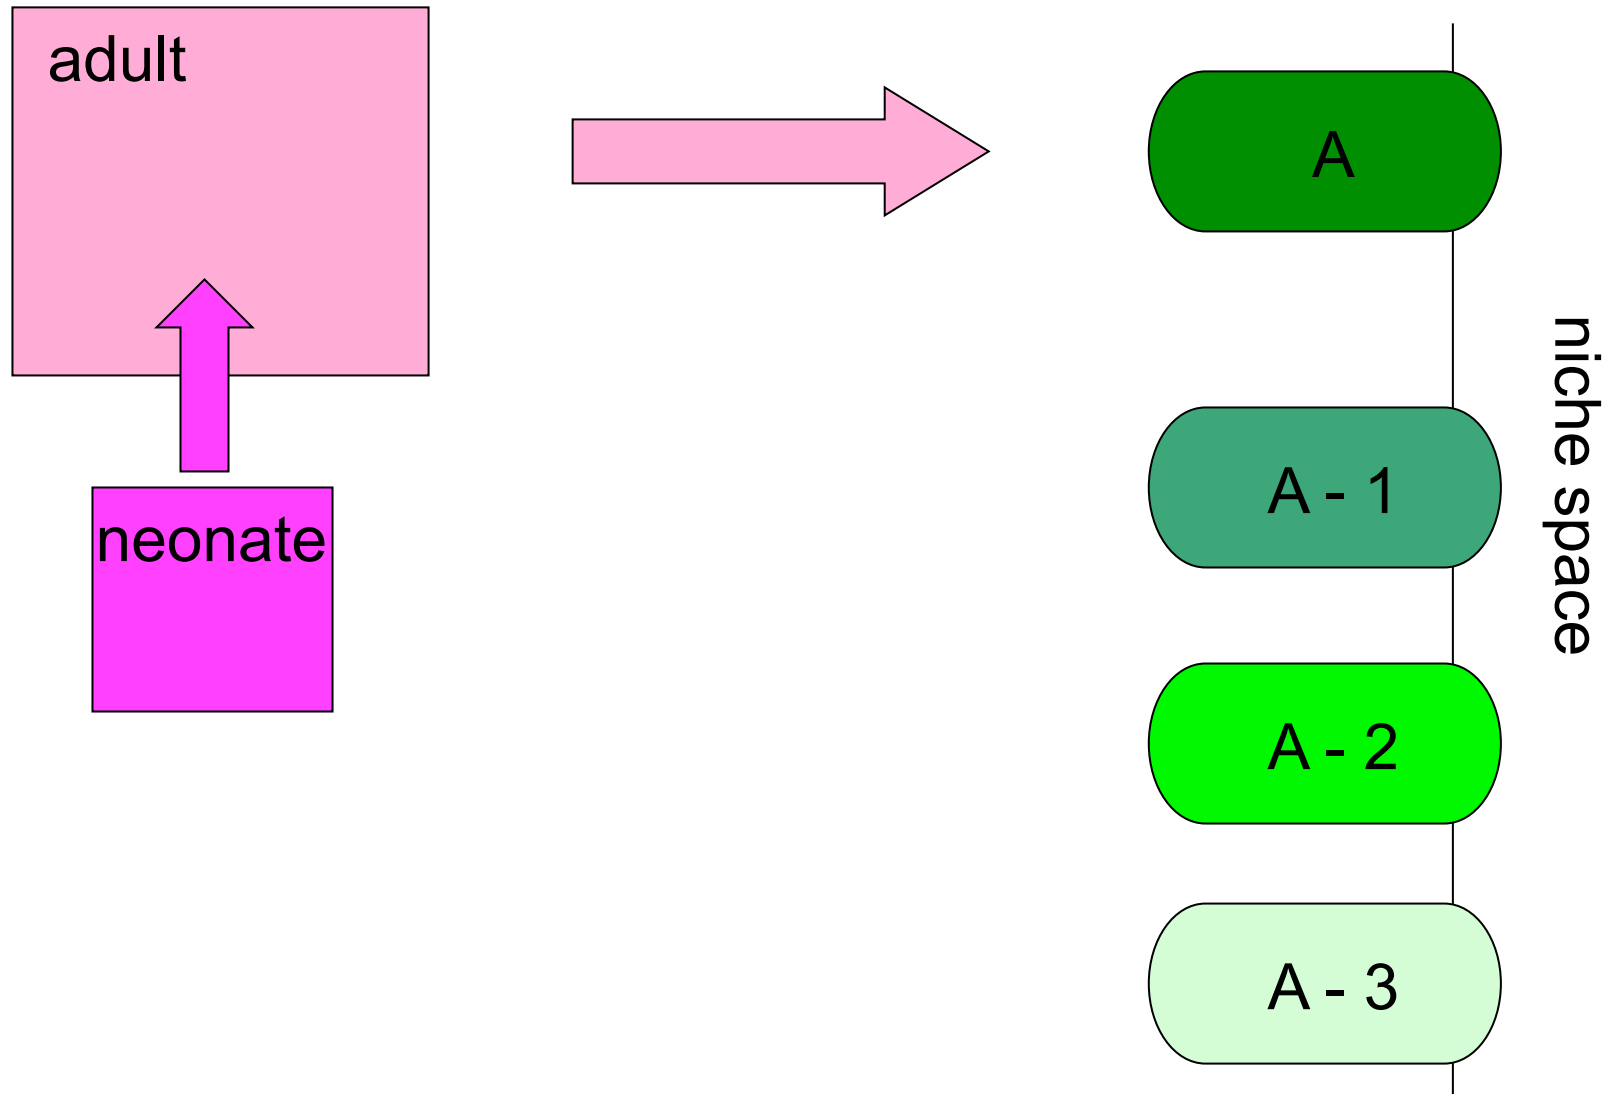 adult
neonate
A
A - 1
A - 2
A - 3
niche space